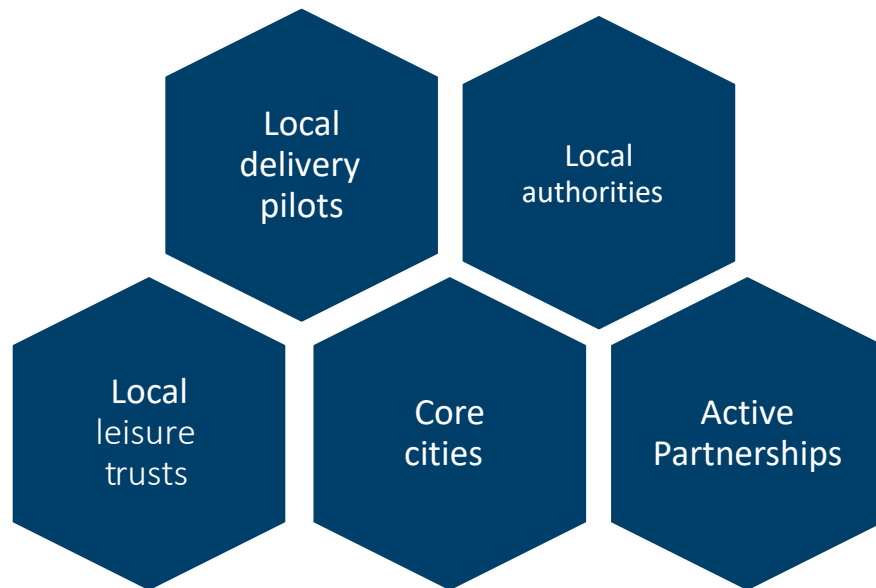 Local
delivery
pilots
Local
authorities
Local
leisure
trusts
Core
cities
Active
Partnerships